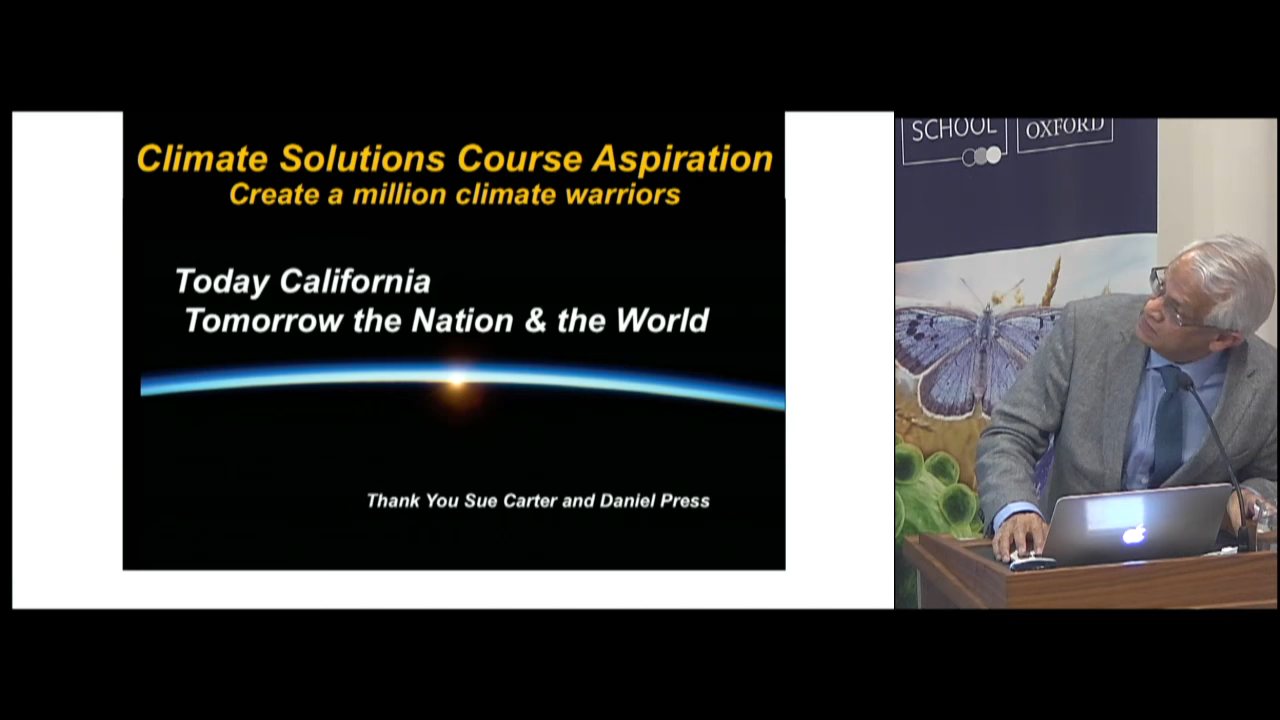 Climate Solutions Course Aspiration
Create a million climate warriors
Today California
Tomorrow the Nation & the World
Thank You Sue Carter and Daniel Press
SCHOOL
OXFORD